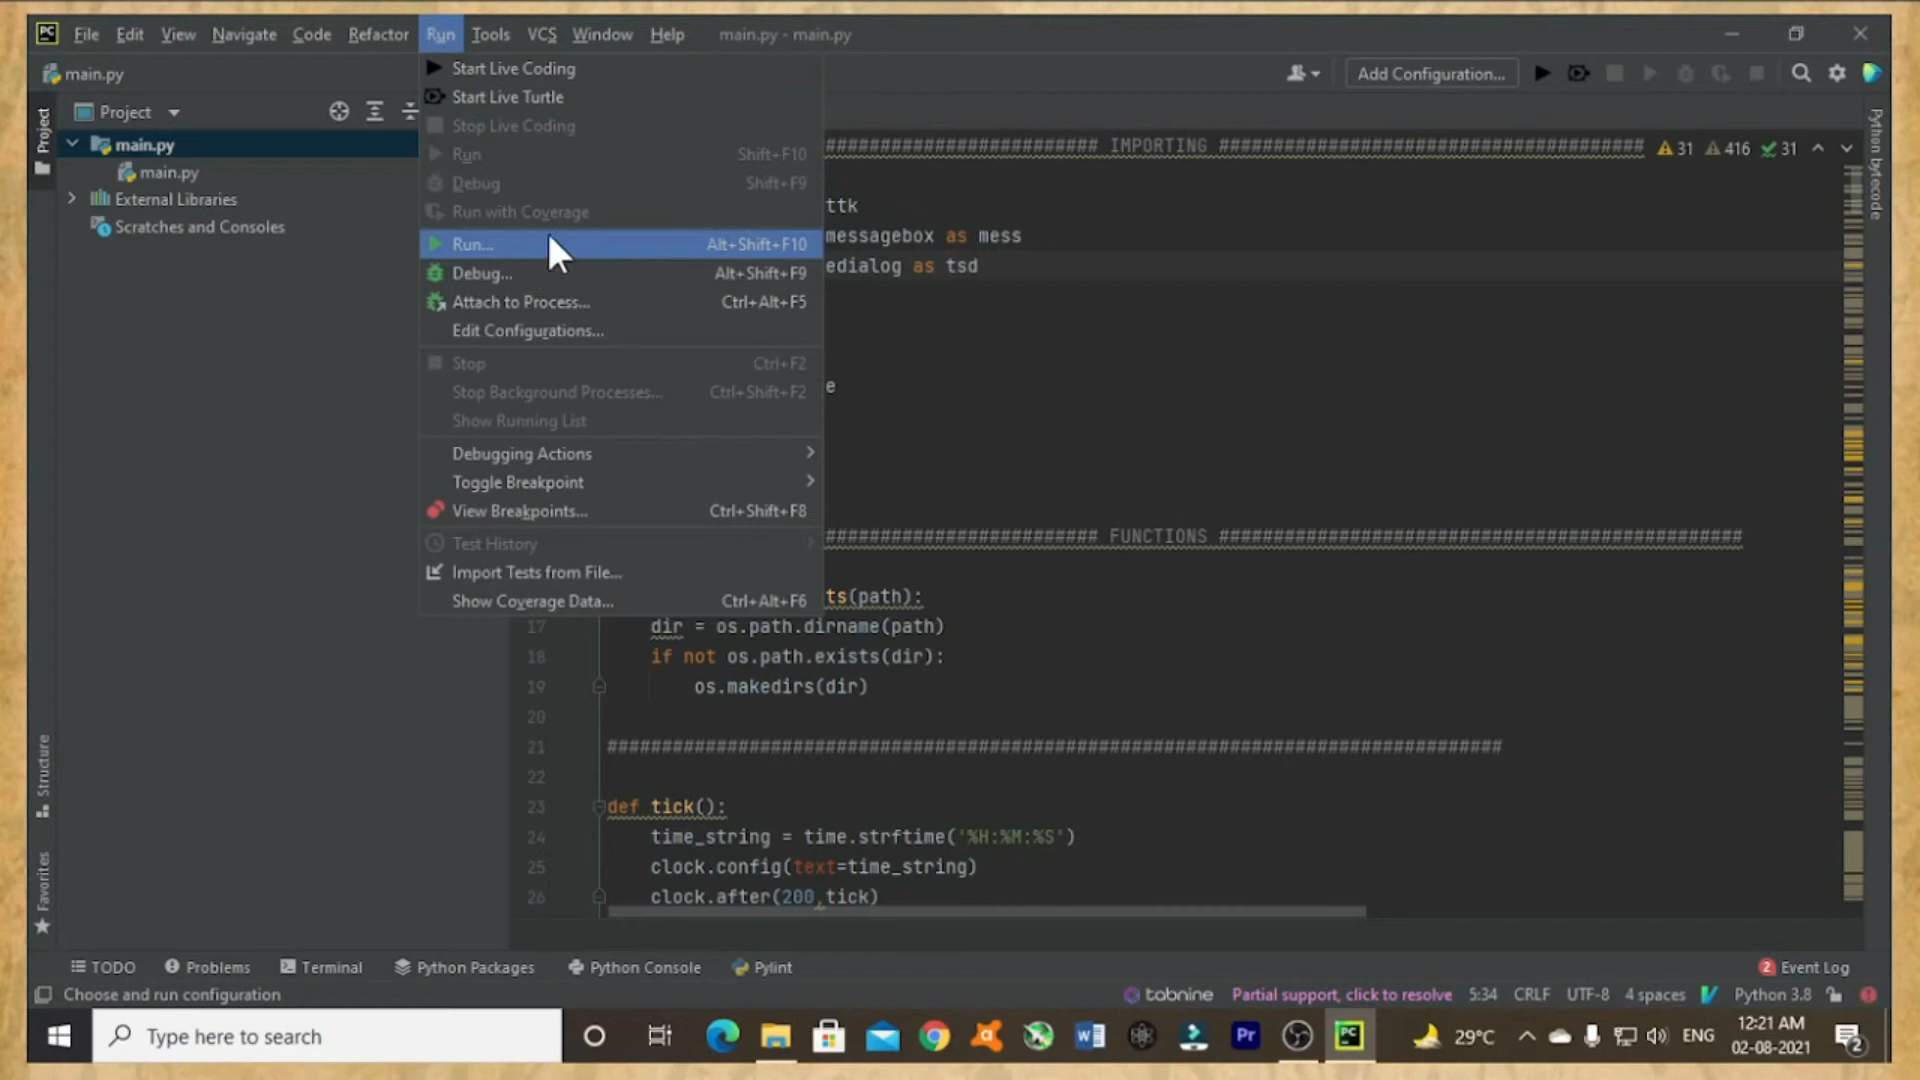 PC File Edit View Navigate Code Refactor Run Tools VCS Window Help main.py - main.py
main.py
Add Configuration...
Project
Project
main.py
main.py
External Libraries
Scratches and Consoles
Start Live Coding
Start Live Turtle
Stop Live Coding
Run Shift+F10
Debug Shift+F9
Run with Coverage
Run... Alt+Shift+F10
Debug... Alt+Shift+F9
Attach to Process... Ctrl+Alt+F5
Edit Configurations...
Stop Ctrl+F2
Stop Background Processes... Ctrl+Shift+F2
Show Running List
Debugging Actions
Toggle Breakpoint
View Breakpoints... Ctrl+Shift+F8
Test History
Import Tests from File...
Show Coverage Data... Ctrl+Alt+F6
######################### IMPORTING #######################################
31 416 31
ttk
messagebox as mess
edialog as tsd
e
######################### FUNCTIONS ################################################
ts(path):
17 dir = os.path.dirname(path)
18 if not os.path.exists(dir):
19 os.makedirs(dir)
20
21 ##################################################################################
22
23 def tick():
24 time_string = time.strftime('%H:%M:%S')
25 clock.config(text=time_string)
26 clock.after(200,tick)
Python bytecode
Structure
Favorites
TODO Problems Terminal Python Packages Python Console Pylint 2 Event Log
Choose and run configuration tabnine Partial support, click to resolve 5:34 CRLF UTF-8 4 spaces Python 3.8
Type here to search W Pr PC 29°C ENG 12:21 AM
02-08-2021 2